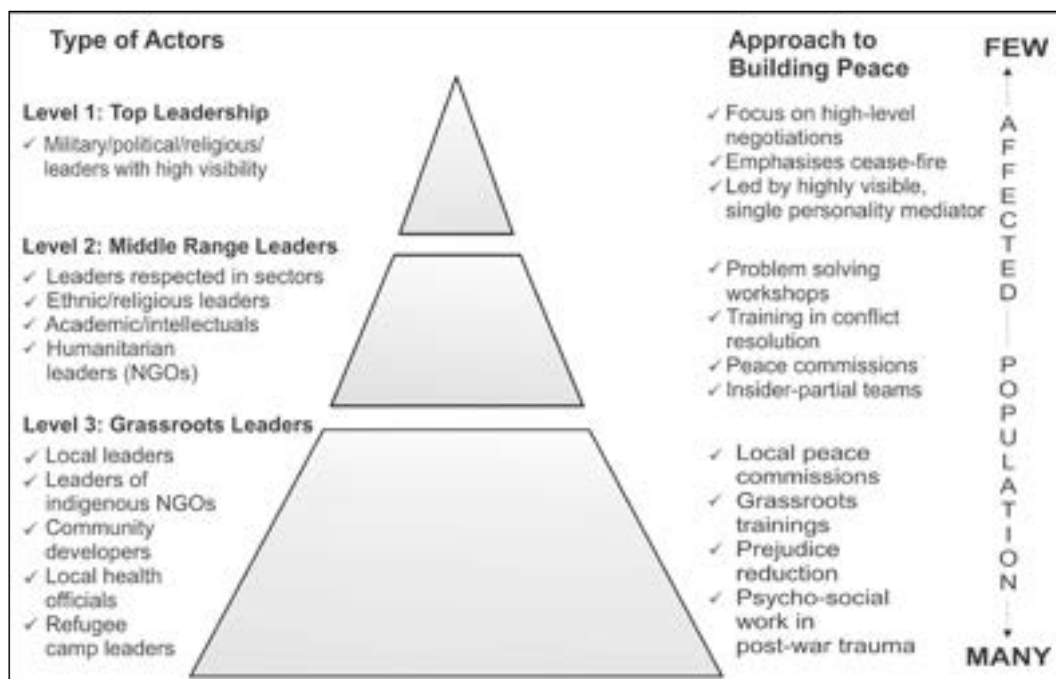 Type of Actors
Level 1: Top Leadership
✓ Military/political/religious/
leaders with high visibility
Level 2: Middle Range Leaders
✓ Leaders respected in sectors
✓ Ethnic/religious leaders
✓ Academic/intellectuals
✓ Humanitarian
leaders (NGOs)
Level 3: Grassroots Leaders
✓ Local leaders
✓ Leaders of
indigenous NGOs
✓ Community
developers
✓ Local health
officials
✓ Refugee
camp leaders
Approach to
Building Peace
✓ Focus on high-level
negotiations
✓ Emphasises cease-fire
✓ Led by highly visible,
single personality mediator
✓ Problem solving
workshops
✓ Training in conflict
resolution
✓ Peace commissions
✓ Insider-partial teams
✓ Local peace
commissions
✓ Grassroots
trainings
✓ Prejudice
reduction
✓ Psycho-social
work in
post-war trauma
FEW
AFFECTED POPULATION
MANY